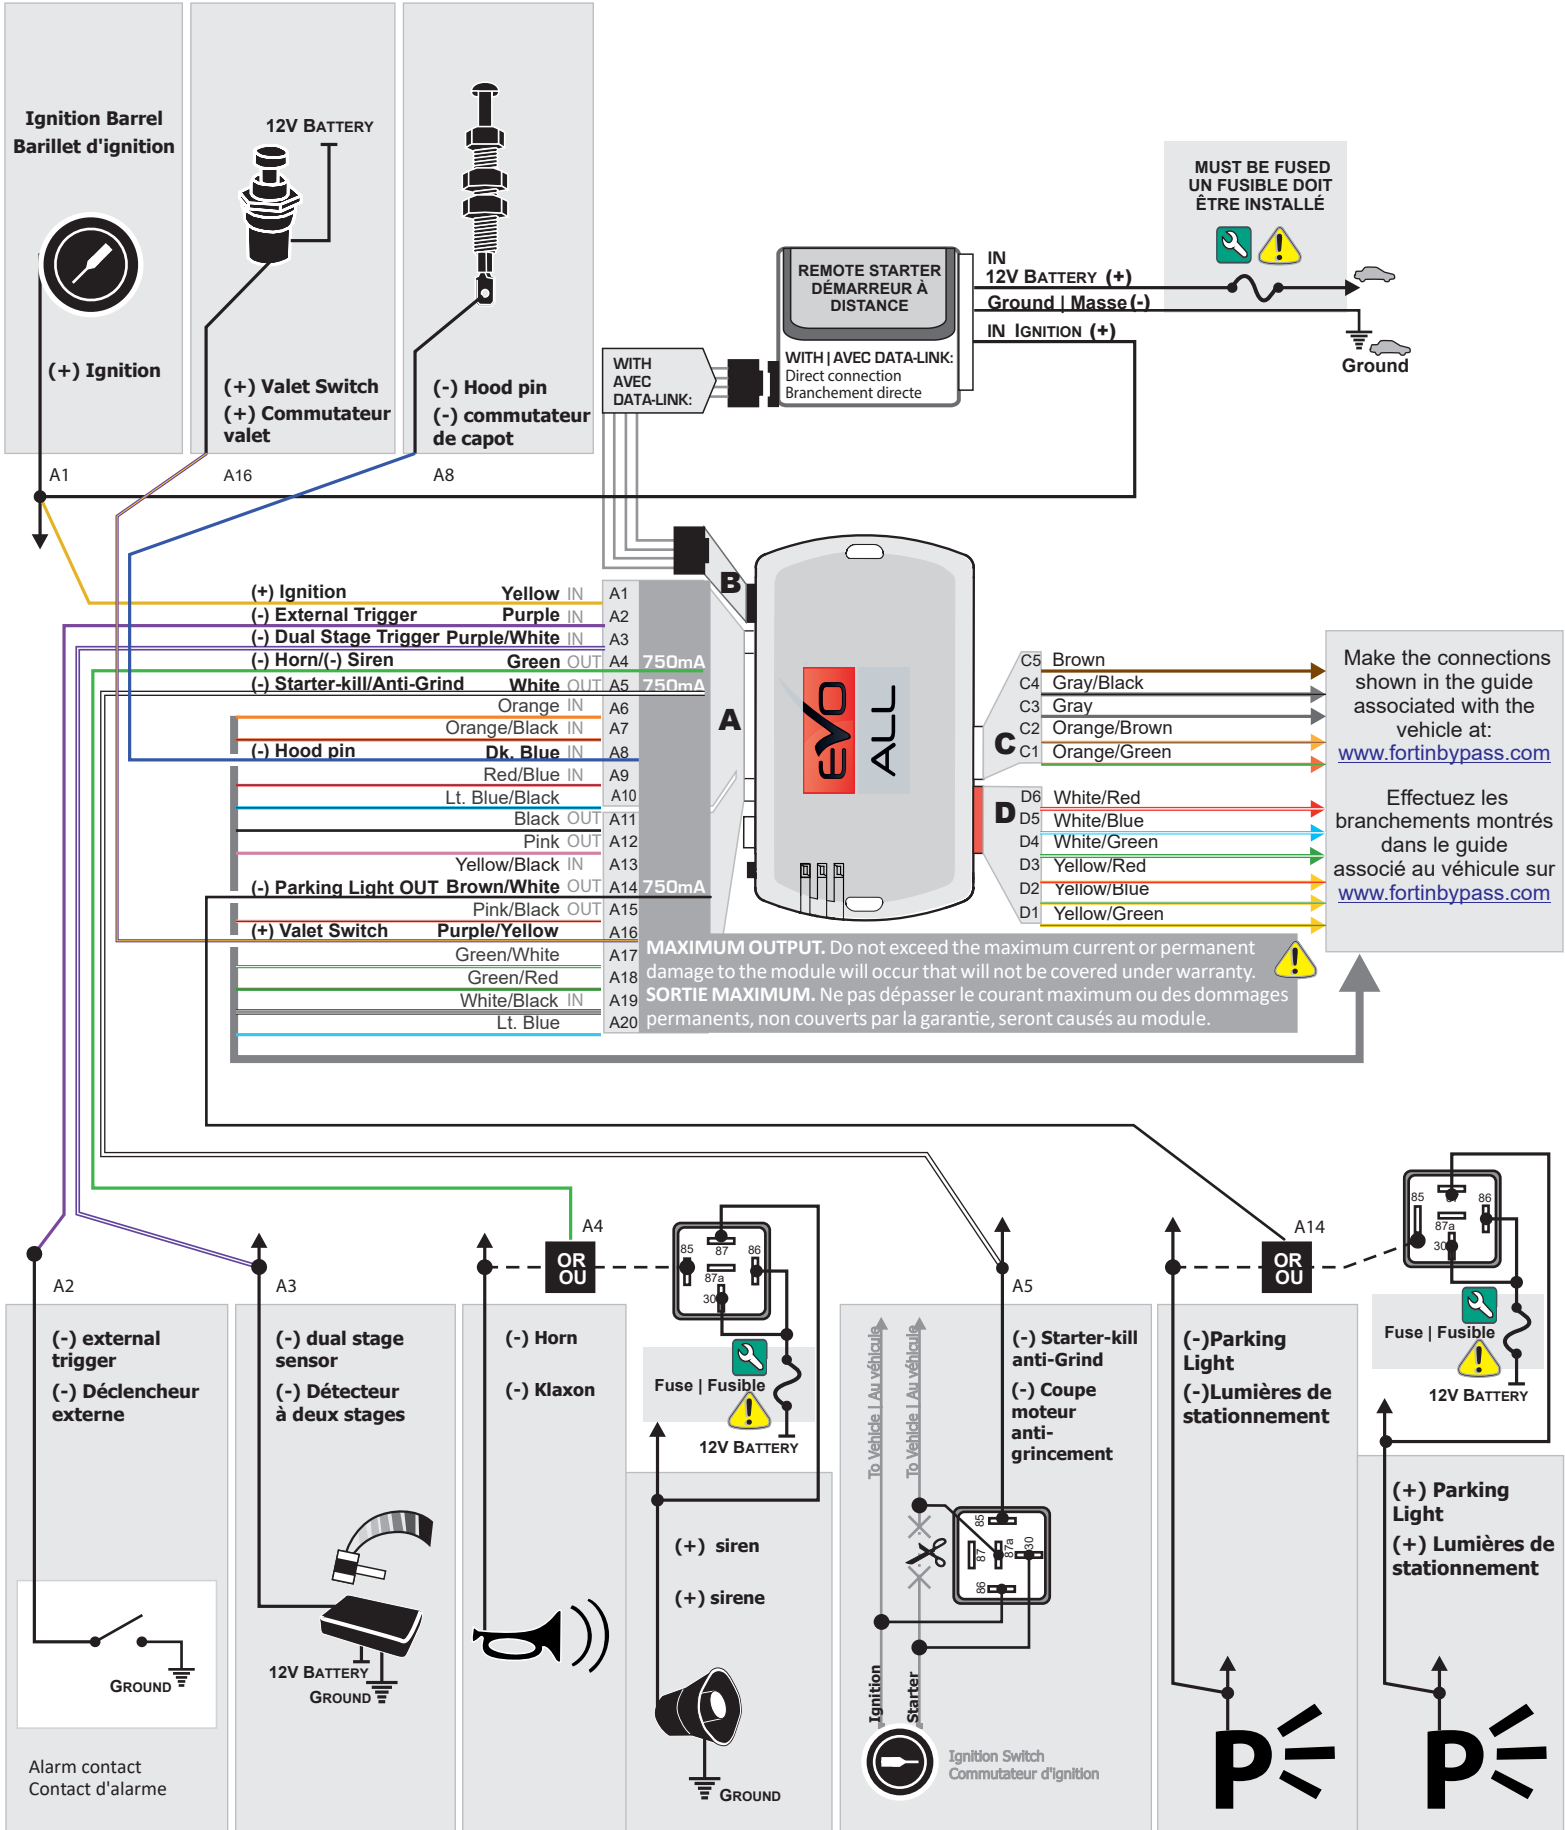 Ignition Barrel
Barillet d'ignition
(+) Ignition
A1
12V BATTERY
(+) Valet Switch
(+) Commutateur
valet
A16
(-) Hood pin
(-) commutateur
de capot
A8
MUST BE FUSED
UN FUSIBLE DOIT
ÊTRE INSTALLÉ
REMOTE STARTER
DÉMARREUR À
DISTANCE
WITH | AVEC DATA-LINK:
Direct connection
Branchement directe
IN
12V BATTERY (+)
Ground | Masse (-)
IN IGNITION (+)
Ground
WITH
AVEC
DATA-LINK:
B
A
C
D
EVO
ALL
(+) Ignition Yellow IN A1
(-) External Trigger Purple IN A2
(-) Dual Stage Trigger Purple/White IN A3
(-) Horn/(-) Siren Green OUT A4 750mA
(-) Starter-kill/Anti-Grind White OUT A5 750mA
Orange IN A6
Orange/Black IN A7
(-) Hood pin Dk. Blue IN A8
Red/Blue IN A9
Lt. Blue/Black A10
Black OUT A11
Pink OUT A12
Yellow/Black IN A13
(-) Parking Light OUT Brown/White OUT A14 750mA
Pink/Black OUT A15
(+) Valet Switch Purple/Yellow A16
Green/White A17
Green/Red A18
White/Black IN A19
Lt. Blue A20
C5 Brown
C4 Gray/Black
C3 Gray
C2 Orange/Brown
C1 Orange/Green
D6 White/Red
D5 White/Blue
D4 White/Green
D3 Yellow/Red
D2 Yellow/Blue
D1 Yellow/Green
Make the connections
shown in the guide
associated with the
vehicle at:
www.fortinbypass.com
Effectuez les
branchements montrés
dans le guide
associé au véhicule sur
www.fortinbypass.com
MAXIMUM OUTPUT. Do not exceed the maximum current or permanent
damage to the module will occur that will not be covered under warranty.
SORTIE MAXIMUM. Ne pas dépasser le courant maximum ou des dommages
permanents, non couverts par la garantie, seront causés au module.
A2
(-) external
trigger
(-) Déclencheur
externe
GROUND
Alarm contact
Contact d'alarme
A3
(-) dual stage
sensor
(-) Détecteur
à deux stages
12V BATTERY
GROUND
A4
OR
OU
(-) Horn
(-) Klaxon
85
87
86
87a
30
Fuse | Fusible
12V BATTERY
(+) siren
(+) sirene
GROUND
A5
(-) Starter-kill
anti-Grind
(-) Coupe
moteur
anti-
grincement
To Vehicle | Au véhicule
To Vehicle | Au véhicule
85
87
87a
30
86
Ignition
Starter
Ignition Switch
Commutateur d'ignition
A14
OR
OU
(-)Parking
Light
(-)Lumières de
stationnement
P
85
86
87a
30
Fuse | Fusible
12V BATTERY
(+) Parking
Light
(+) Lumières de
stationnement
P